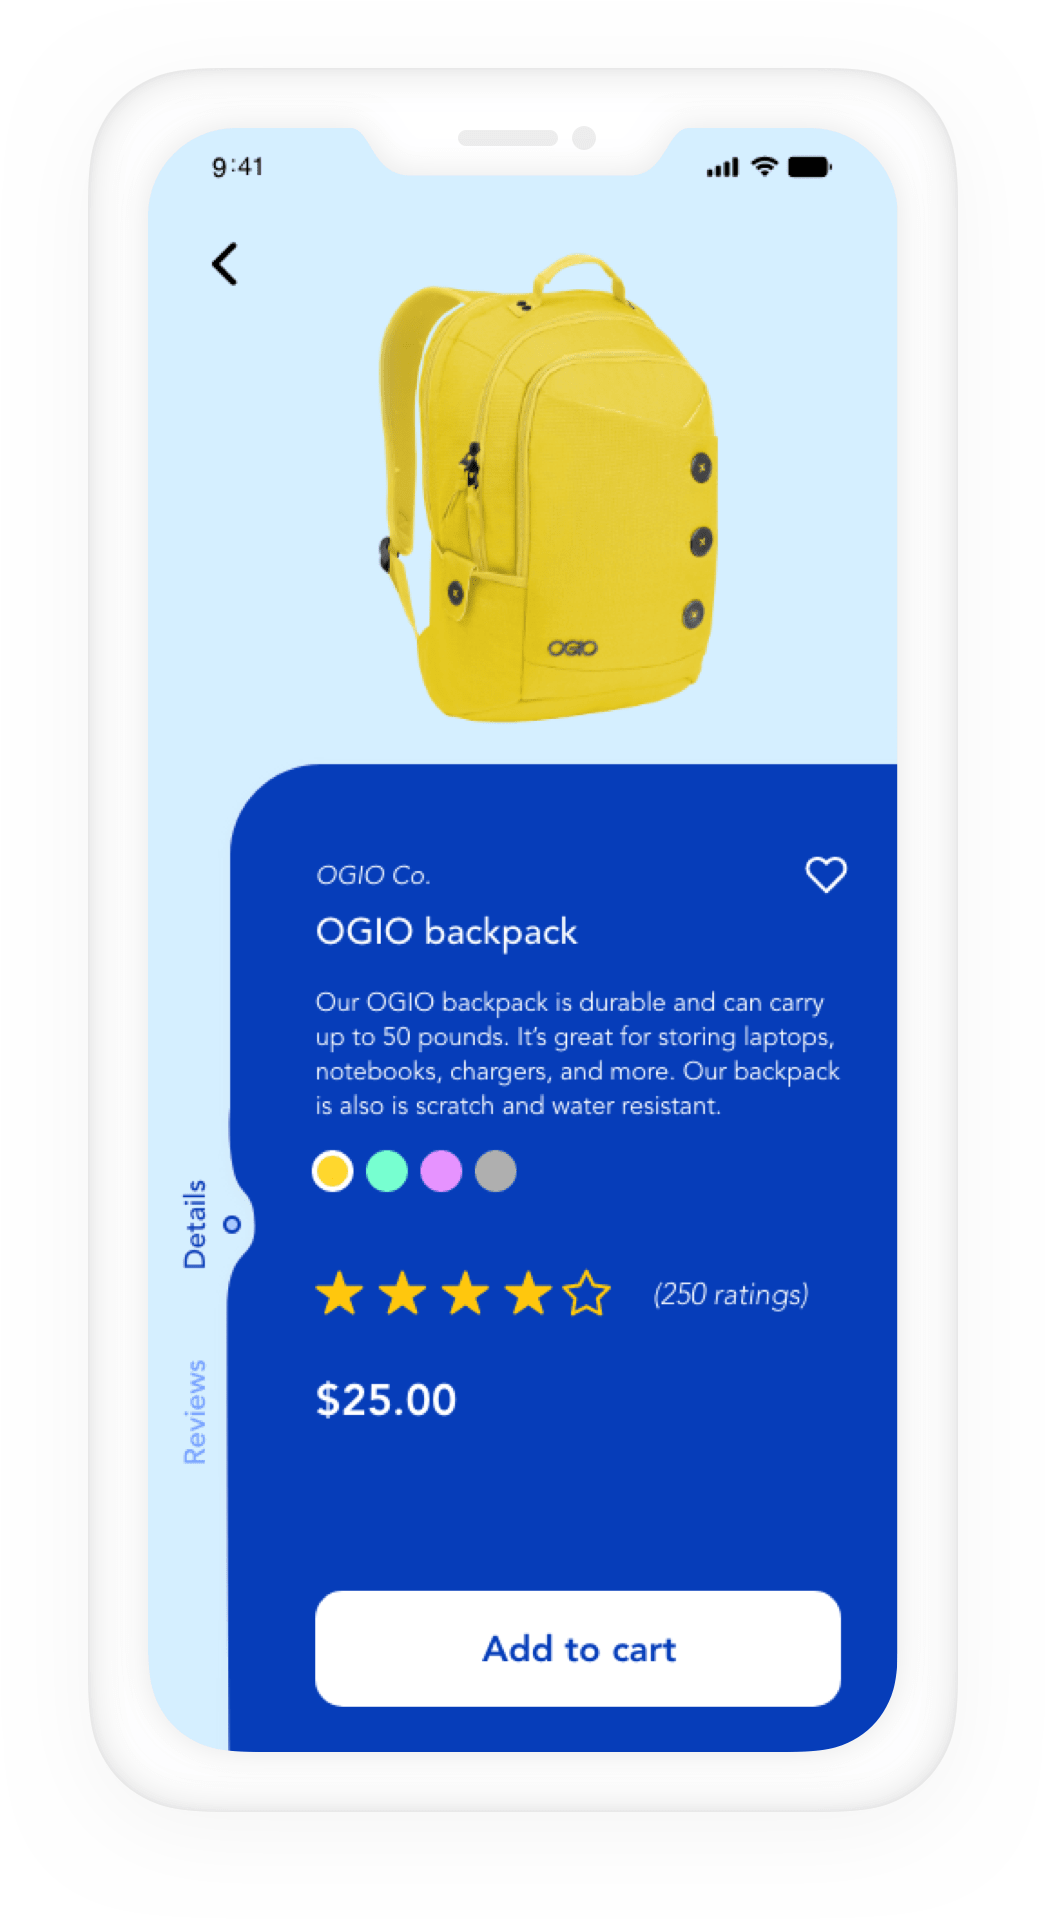 9:41
OGIO
OGIO Co.
OGIO backpack
Our OGIO backpack is durable and can carry
up to 50 pounds. It’s great for storing laptops,
notebooks, chargers, and more. Our backpack
is also is scratch and water resistant.
Details
(250 ratings)
Reviews
$25.00
Add to cart